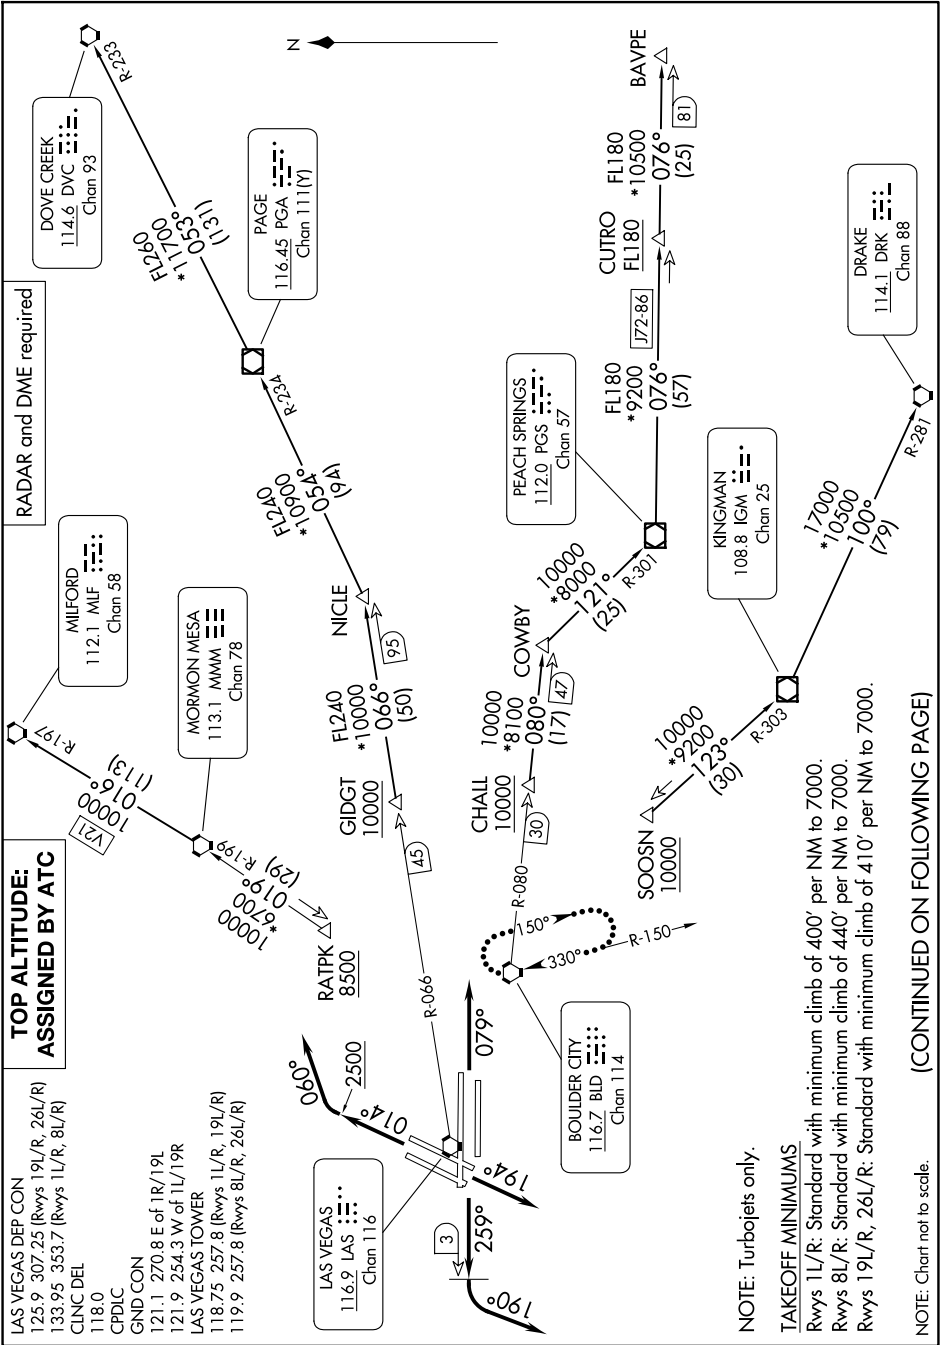 LAS VEGAS DEP CON
125.9 307.25 (Rwys 19L/R, 26L/R)
133.95 353.7 (Rwys 1L/R, 8L/R)
CLNC DEL
118.0
CPDLC
GND CON
121.1 270.8 E of 1R/19L
121.9 254.3 W of 1L/19R
LAS VEGAS TOWER
118.75 257.8 (Rwys 1L/R, 19L/R)
119.9 257.8 (Rwys 8L/R, 26L/R)
TOP ALTITUDE:
ASSIGNED BY ATC
RADAR and DME required
MILFORD
112.1 MLF
Chan 58
R-197
V21
10000
016°
(113)
MORMON MESA
113.1 MMM
Chan 78
R-199
10000
*6700
019°
(29)
RATPK
8500
DOVE CREEK
114.6 DVC
Chan 93
R-233
FL260
*11700
053°
(131)
PAGE
116.45 PGA
Chan 111(Y)
R-234
FL240
*10900
054°
(94)
NICLE
95
FL240
*10000
066°
(50)
GIDGT
10000
45
R-066
N
BAVPE
81
FL180
*10500
076°
(25)
CUTRO
FL180
J72-86
FL180
*9200
076°
(57)
PEACH SPRINGS
112.0 PGS
Chan 57
R-301
10000
*8000
121°
(25)
COWBY
47
10000
*8100
080°
(17)
CHALL
10000
30
R-080
150°
330°
R-150
BOULDER CITY
116.7 BLD
Chan 114
DRAKE
114.1 DRK
Chan 88
R-281
17000
*10500
100°
(79)
KINGMAN
108.8 IGM
Chan 25
R-303
10000
*9200
123°
(30)
SOOSN
10000
060°
2500
014°
079°
194°
259°
3
190°
LAS VEGAS
116.9 LAS
Chan 116
NOTE: Turbojets only.
TAKEOFF MINIMUMS
Rwys 1L/R: Standard with minimum climb of 400' per NM to 7000.
Rwys 8L/R: Standard with minimum climb of 440' per NM to 7000.
Rwys 19L/R, 26L/R: Standard with minimum climb of 410' per NM to 7000.
NOTE: Chart not to scale.
(CONTINUED ON FOLLOWING PAGE)